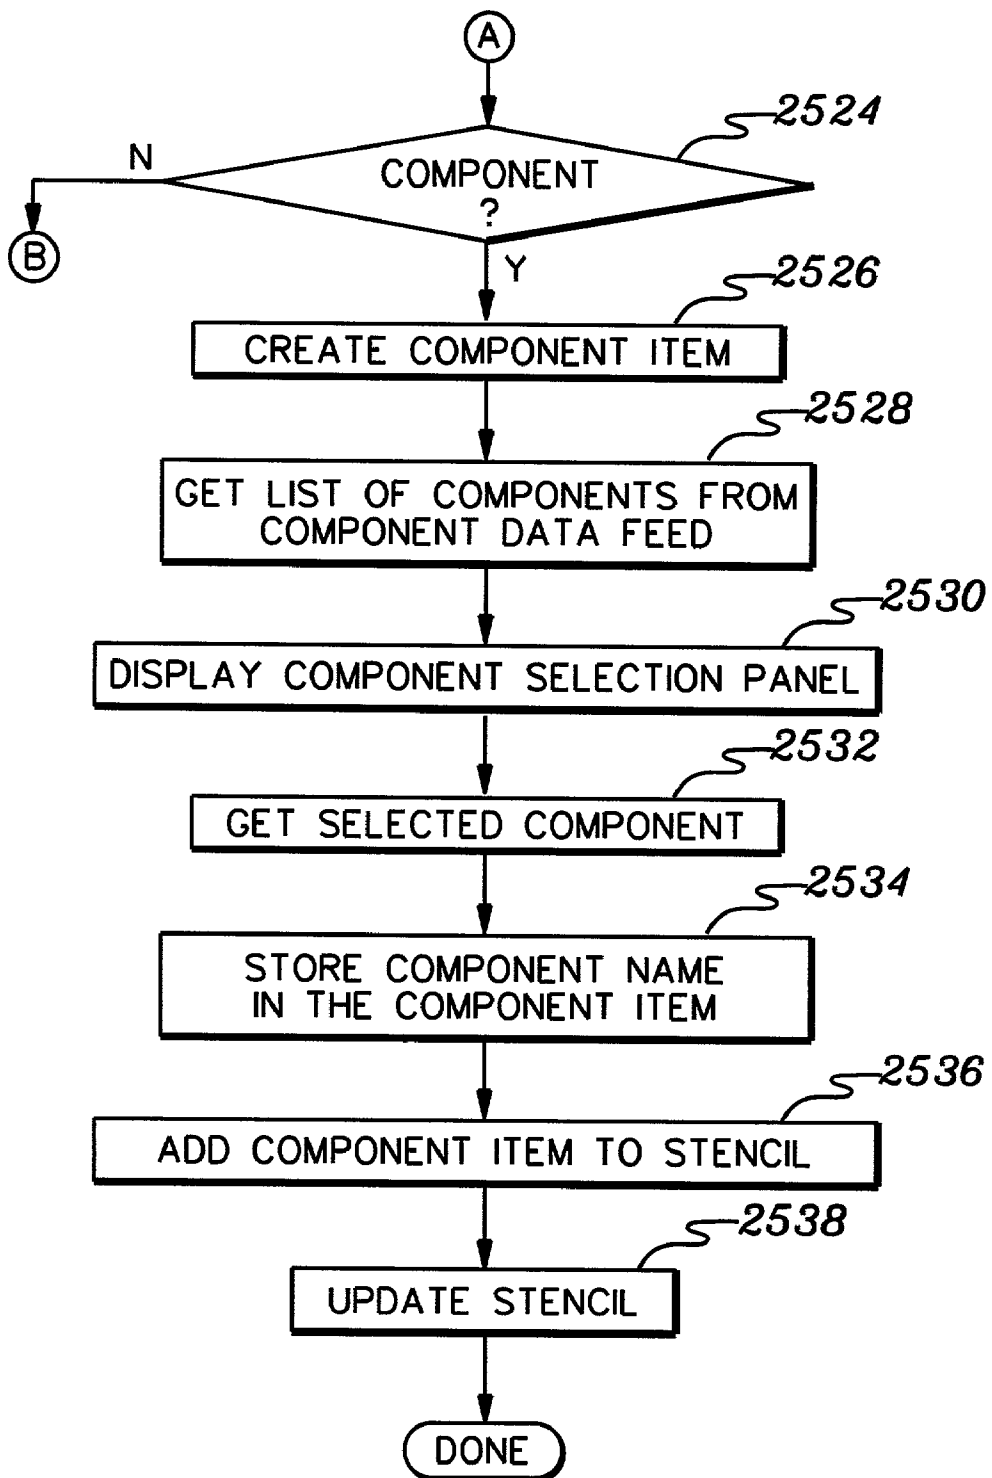 A
2524
N
COMPONENT
?
B
Y
2526
CREATE COMPONENT ITEM
2528
GET LIST OF COMPONENTS FROM
COMPONENT DATA FEED
2530
DISPLAY COMPONENT SELECTION PANEL
2532
GET SELECTED COMPONENT
2534
STORE COMPONENT NAME
IN THE COMPONENT ITEM
2536
ADD COMPONENT ITEM TO STENCIL
2538
UPDATE STENCIL
DONE